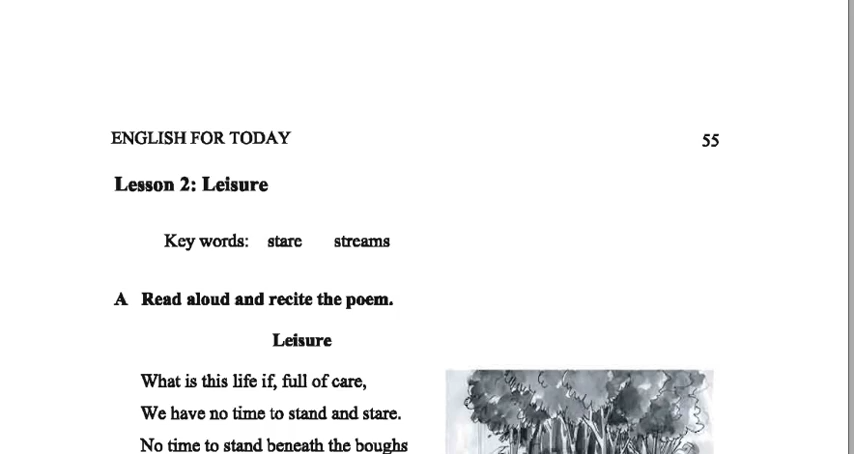 ENGLISH FOR TODAY 55
Lesson 2: Leisure
Key words: stare streams
A Read aloud and recite the poem.
Leisure
What is this life if, full of care,
We have no time to stand and stare.
No time to stand beneath the boughs